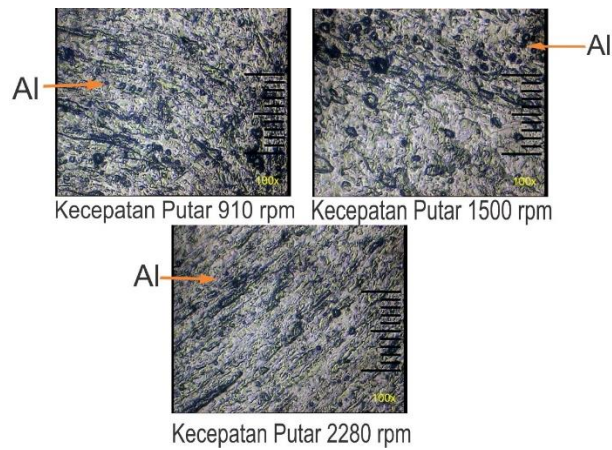 Al
100x
Kecepatan Putar 910 rpm
Al
100x
Kecepatan Putar 1500 rpm
Al
100x
Kecepatan Putar 2280 rpm